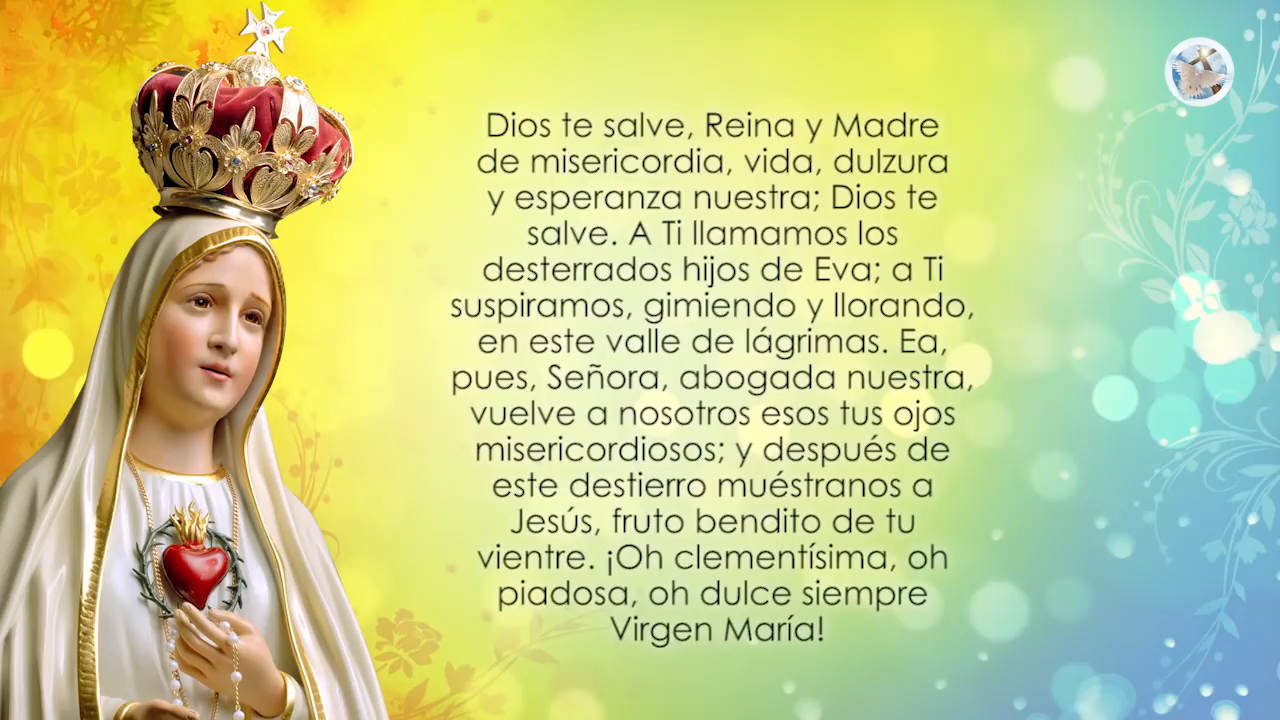 Dios te salve, Reina y Madre
de misericordia, vida, dulzura
y esperanza nuestra; Dios te
salve. A Ti llamamos los
desterrados hijos de Eva; a Ti
suspiramos, gimiendo y llorando,
en este valle de lágrimas. Ea,
pues, Señora, abogada nuestra,
vuelve a nosotros esos tus ojos
misericordiosos; y después de
este destierro muéstranos a
Jesús, fruto bendito de tu
vientre. ¡Oh clementísima, oh
piadosa, oh dulce siempre
Virgen María!